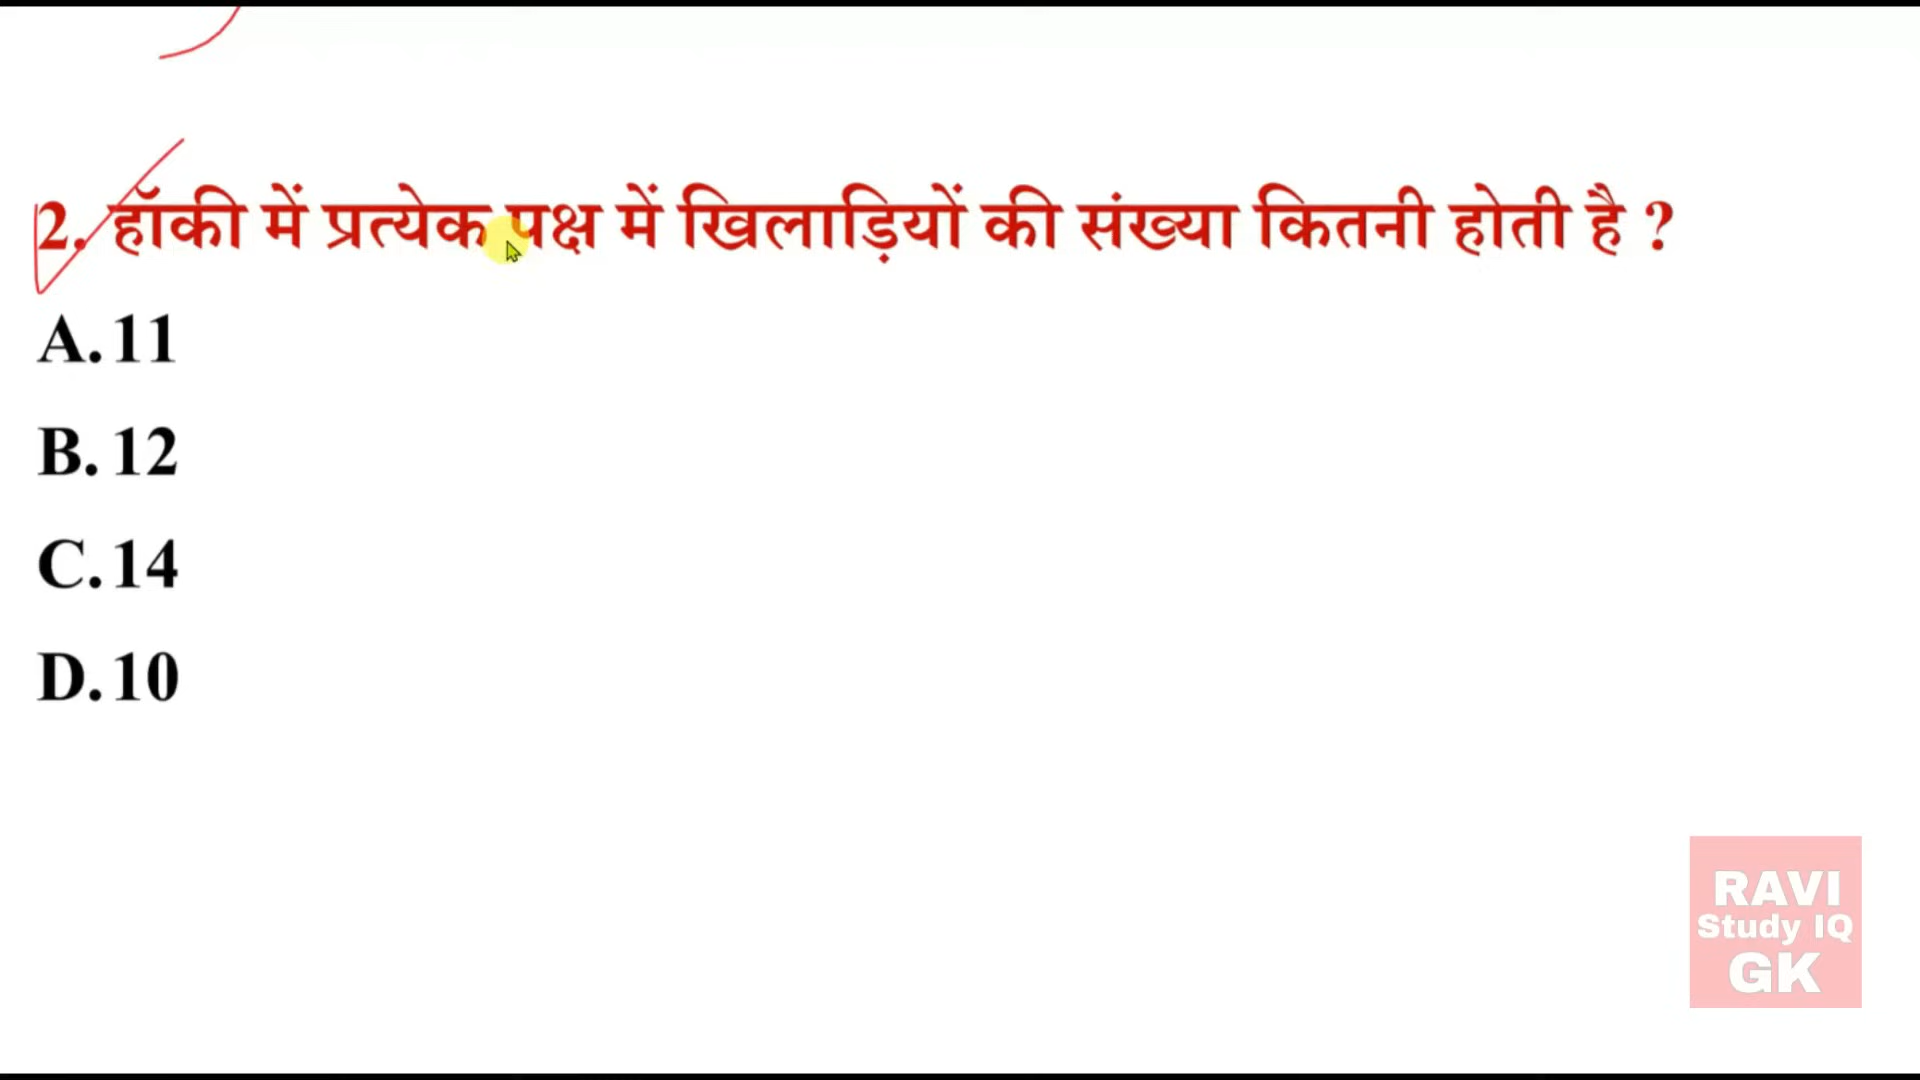 2. हॉकी में प्रत्येक पक्ष में खिलाड़ियों की संख्या कितनी होती है ?
A. 11
B. 12
C. 14
D. 10
RAVI
Study IQ
GK